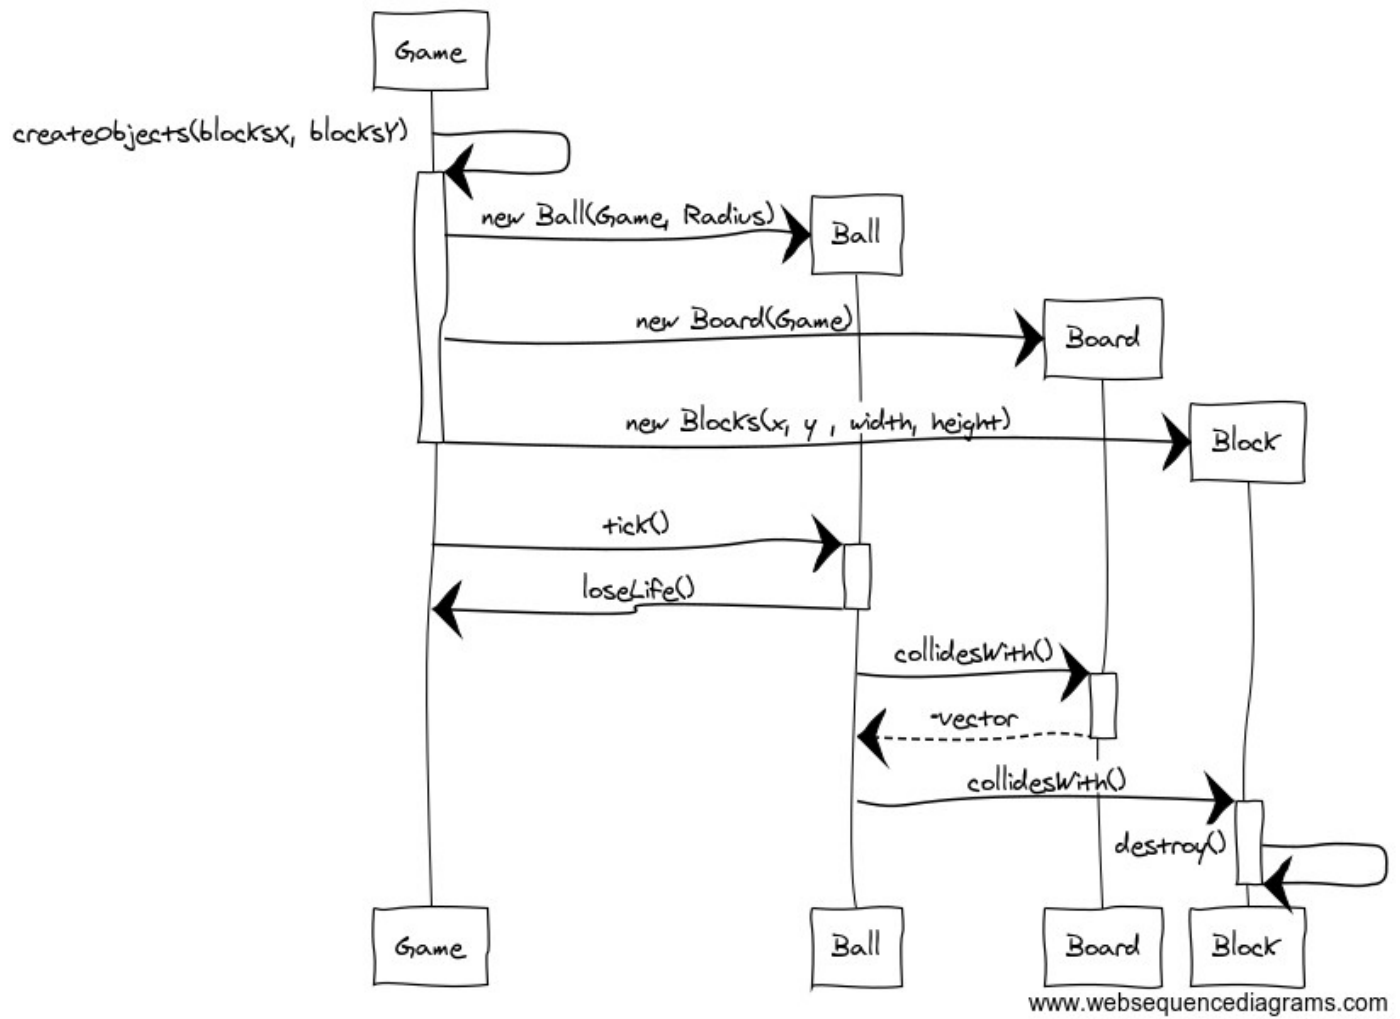 Game
createObjects(blocksX, blocksY)
new Ball(Game, Radius)
Ball
new Board(Game)
Board
new Blocks(x, y , width, height)
Block
tick()
loseLife()
collidesWith()
-vector
collidesWith()
destroy()
Game
Ball
Board
Block
www.websequencediagrams.com